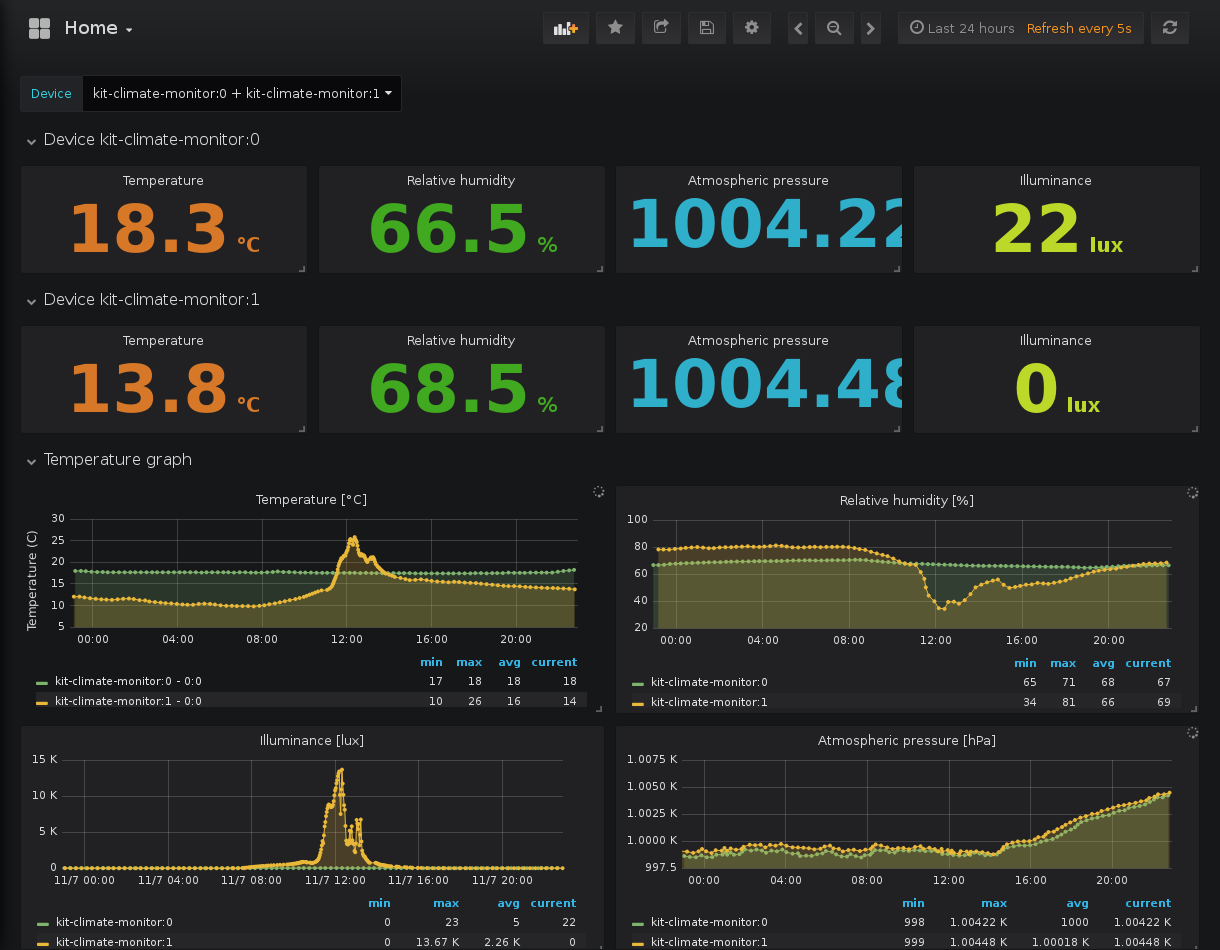 Home
Last 24 hours Refresh every 5s
Device kit-climate-monitor:0 + kit-climate-monitor:1
Device kit-climate-monitor:0
Temperature Relative humidity Atmospheric pressure Illuminance
18.3 °C 66.5 % 1004.22 22 lux
Device kit-climate-monitor:1
Temperature Relative humidity Atmospheric pressure Illuminance
13.8 °C 68.5 % 1004.48 0 lux
Temperature graph
Temperature [°C]
Temperature (C)
30
25
20
15
10
5
00:00 04:00 08:00 12:00 16:00 20:00
min max avg current
kit-climate-monitor:0 - 0:0 17 18 18 18
kit-climate-monitor:1 - 0:0 10 26 16 14
Relative humidity [%]
100
80
60
40
20
00:00 04:00 08:00 12:00 16:00 20:00
min max avg current
kit-climate-monitor:0 65 71 68 67
kit-climate-monitor:1 34 81 66 69
Illuminance [lux]
15 K
10 K
5 K
0
11/7 00:00 11/7 04:00 11/7 08:00 11/7 12:00 11/7 16:00 11/7 20:00
min max avg current
kit-climate-monitor:0 0 23 5 22
kit-climate-monitor:1 0 13.67 K 2.26 K 0
Atmospheric pressure [hPa]
1.0075 K
1.0050 K
1.0025 K
1.0000 K
997.5
00:00 04:00 08:00 12:00 16:00 20:00
min max avg current
kit-climate-monitor:0 998 1.00422 K 1000 1.00422 K
kit-climate-monitor:1 999 1.00448 K 1.00018 K 1.00448 K